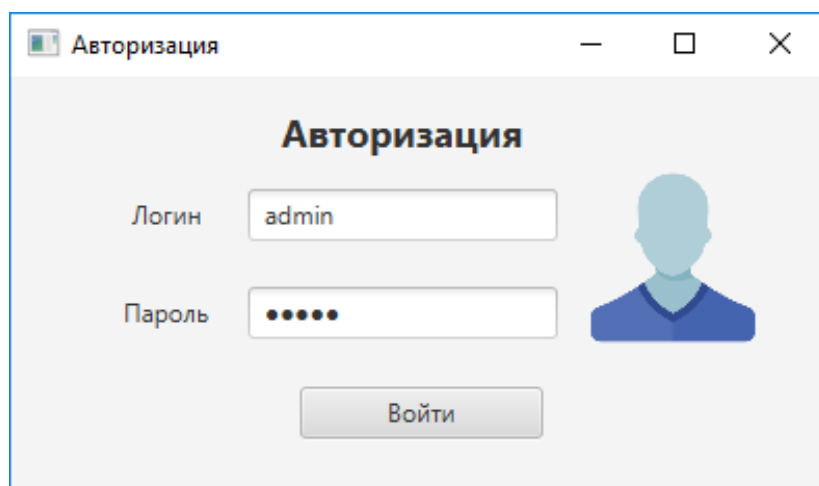 Авторизация
Авторизация
Логин
admin
Пароль
•••••
Войти